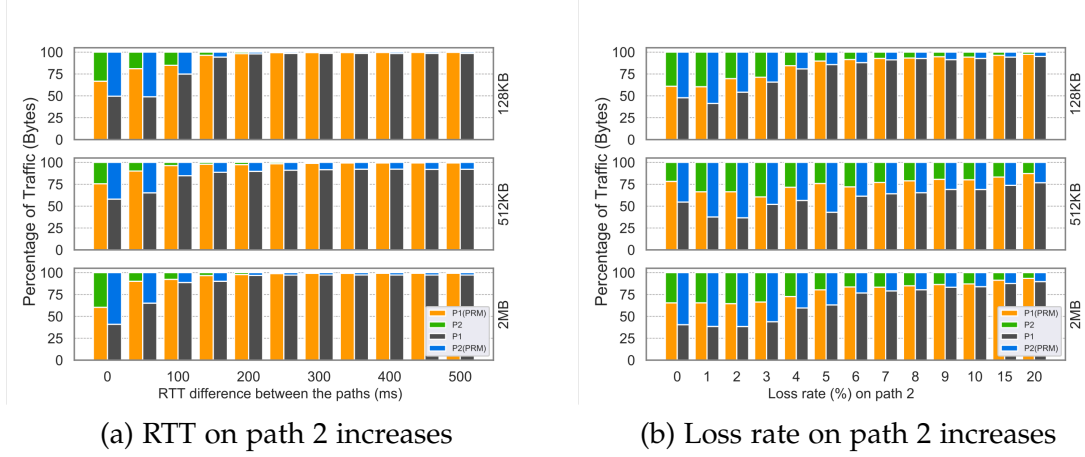 Percentage of Traffic (Bytes)
100
75
50
25
0
128KB
100
75
50
25
0
512KB
100
75
50
25
0
2MB
P1(PRM)
P2
P1
P2(PRM)
0 100 200 300 400 500
RTT difference between the paths (ms)
(a) RTT on path 2 increases
Percentage of Traffic (Bytes)
100
75
50
25
0
128KB
100
75
50
25
0
512KB
100
75
50
25
0
2MB
P1(PRM)
P2
P1
P2(PRM)
0 1 2 3 4 5 6 7 8 9 10 15 20
Loss rate (%) on path 2
(b) Loss rate on path 2 increases